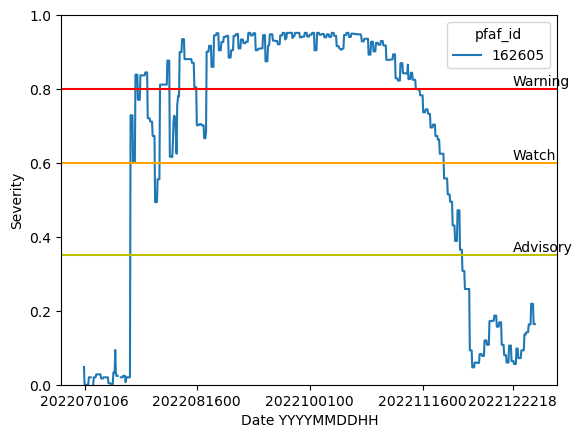 1.0
pfaf_id
162605
Warning
0.8
Watch
0.6
Severity
0.4
Advisory
0.2
0.0
2022070106 2022081600 2022100100 2022111600 2022122218
Date YYYYMMDDHH